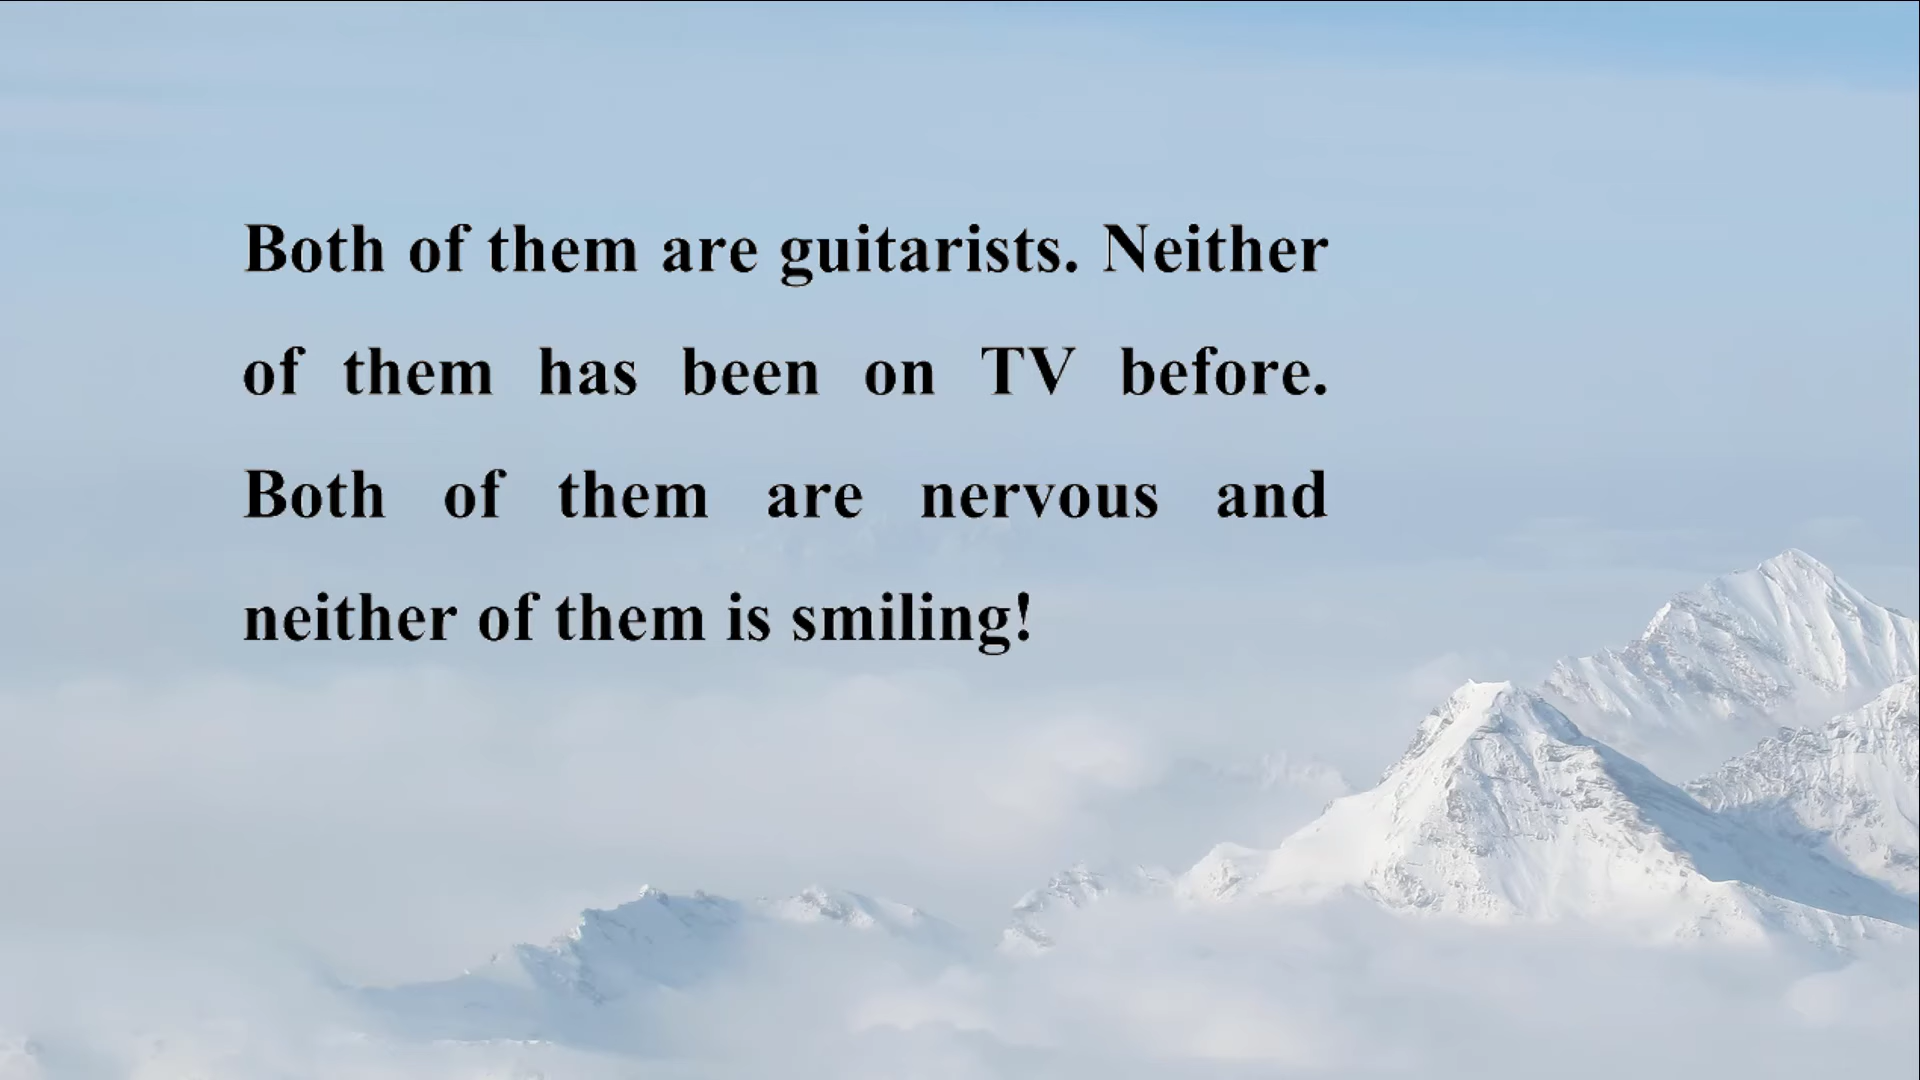 Both of them are guitarists. Neither
of them has been on TV before.
Both of them are nervous and
neither of them is smiling!